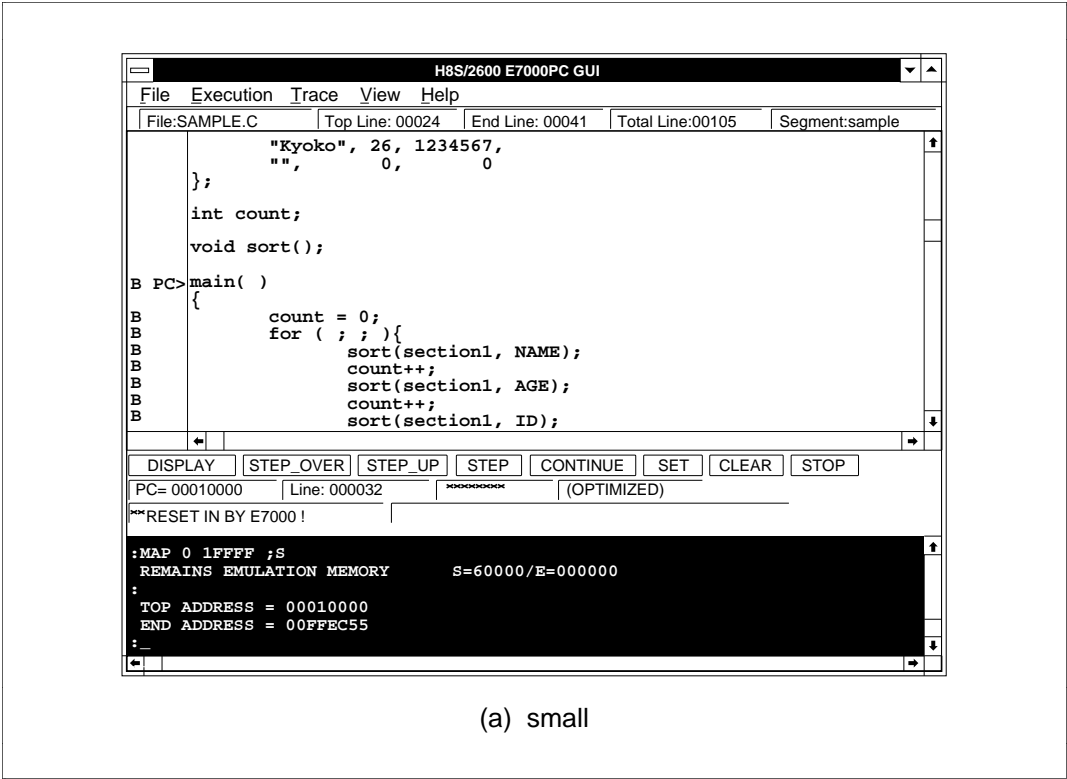 H8S/2600 E7000PC GUI
File Execution Trace View Help
File:SAMPLE.C Top Line: 00024 End Line: 00041 Total Line:00105 Segment:sample
"Kyoko", 26, 1234567,
"", 0, 0
};
int count;
void sort();
B PC>main( )
{
B count = 0;
B for ( ; ; ){
B sort(section1, NAME);
B count++;
B sort(section1, AGE);
B count++;
B sort(section1, ID);
DISPLAY STEP_OVER STEP_UP STEP CONTINUE SET CLEAR STOP
PC= 00010000 Line: 000032 ******** (OPTIMIZED)
**RESET IN BY E7000 !
:MAP 0 1FFFF ;S
REMAINS EMULATION MEMORY S=60000/E=000000
:
TOP ADDRESS = 00010000
END ADDRESS = 00FFEC55
:_
(a) small